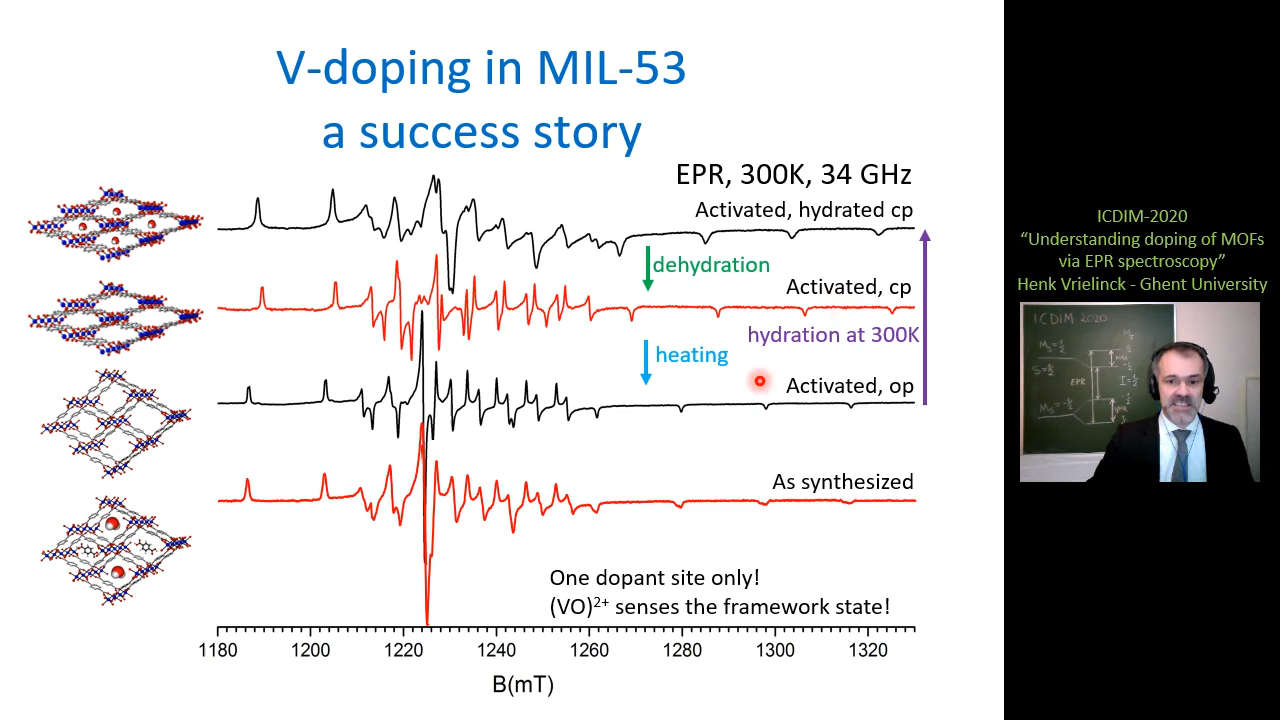 V-doping in MIL-53
a success story
EPR, 300K, 34 GHz
Activated, hydrated cp
dehydration
Activated, cp
hydration at 300K
heating
Activated, op
As synthesized
One dopant site only!
(VO)²⁺ senses the framework state!
1180 1200 1220 1240 1260 1280 1300 1320
B(mT)
ICDIM-2020
“Understanding doping of MOFs
via EPR spectroscopy”
Henk Vrielinck - Ghent University
ICDIM 2020
EPR